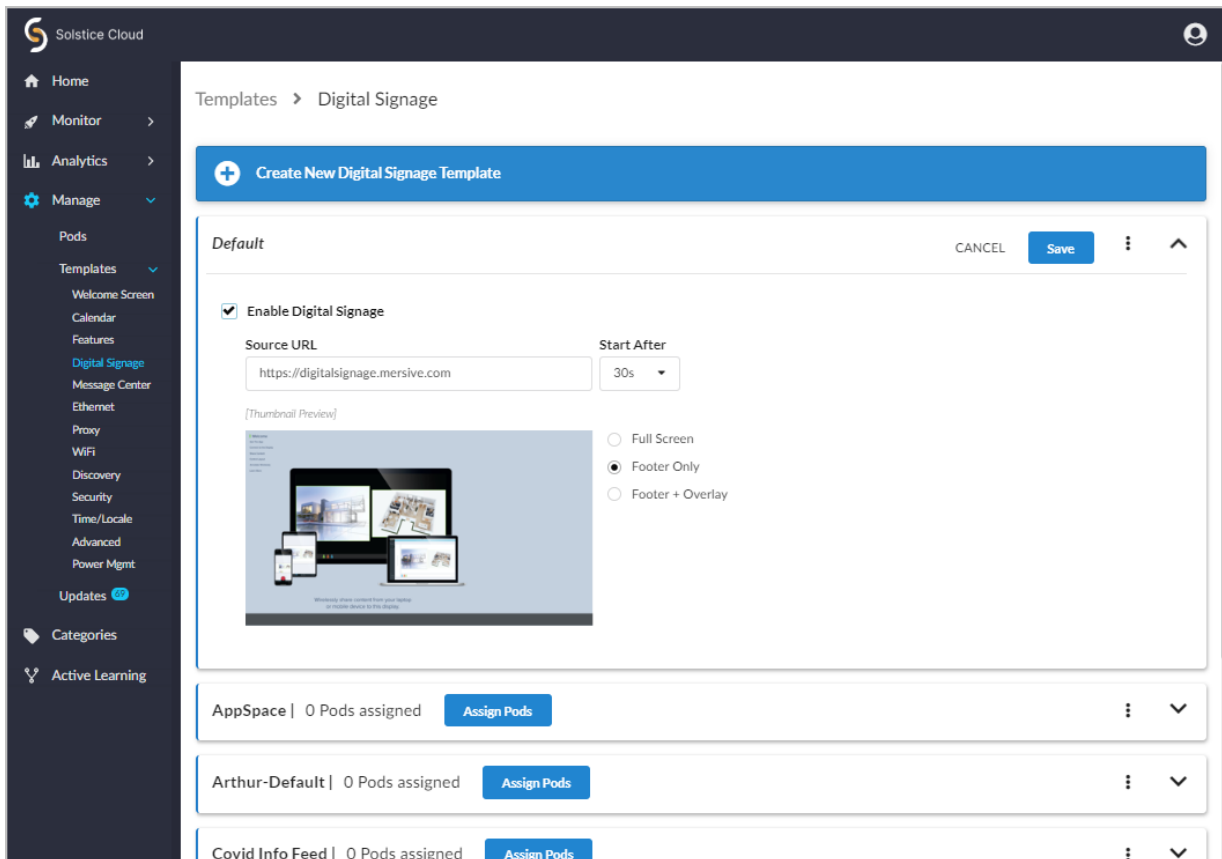 Solstice Cloud
Home
Monitor
Analytics
Manage
Pods
Templates
Welcome Screen
Calendar
Features
Digital Signage
Message Center
Ethernet
Proxy
WiFi
Discovery
Security
Time/Locale
Advanced
Power Mgmt
Updates 69
Categories
Active Learning
Templates > Digital Signage
Create New Digital Signage Template
Default CANCEL Save
Enable Digital Signage
Source URL Start After
https://digitalsignage.mersive.com 30s
[Thumbnail Preview]
Full Screen
Footer Only
Footer + Overlay
Wirelessly share content from your laptop
or mobile device to this display.
AppSpace | 0 Pods assigned Assign Pods
Arthur-Default | 0 Pods assigned Assign Pods
Covid Info Feed | 0 Pods assigned Assign Pods